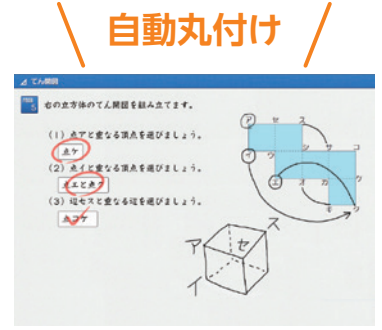 自動丸付け
てん開図
右の立方体のてん開図を組み立てます。
(1) 点アと重なる頂点を選びましょう。
点ケ
(2) 点イと重なる頂点を選びましょう。
点エと点ク
(3) 辺セスと重なる辺を選びましょう。
点コケ
ア セ ス
イ ウ シ サ コ
エ オ カ ケ
キ ク
ア セ ス
イ